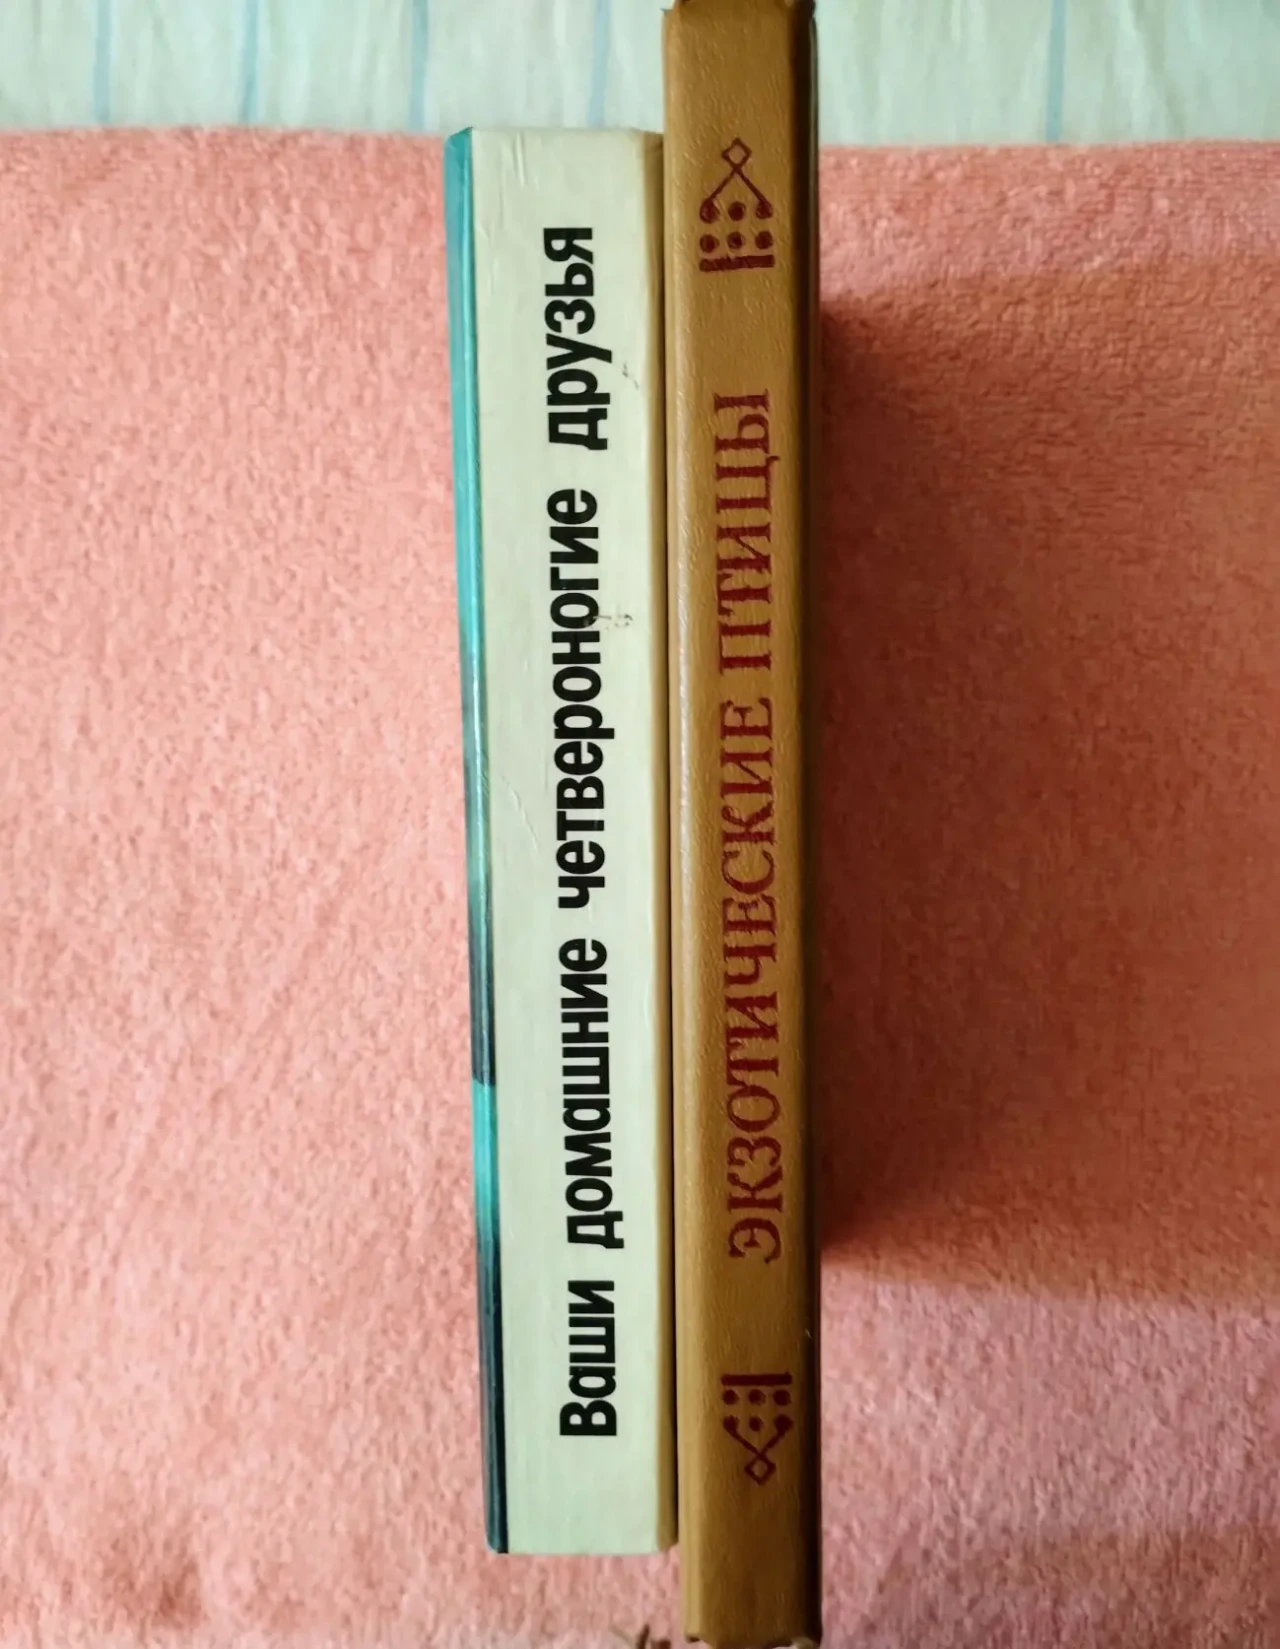 Ваши домашние четвероногие друзья
ЭКЗОТИЧЕСКИЕ ПТИЦЫ